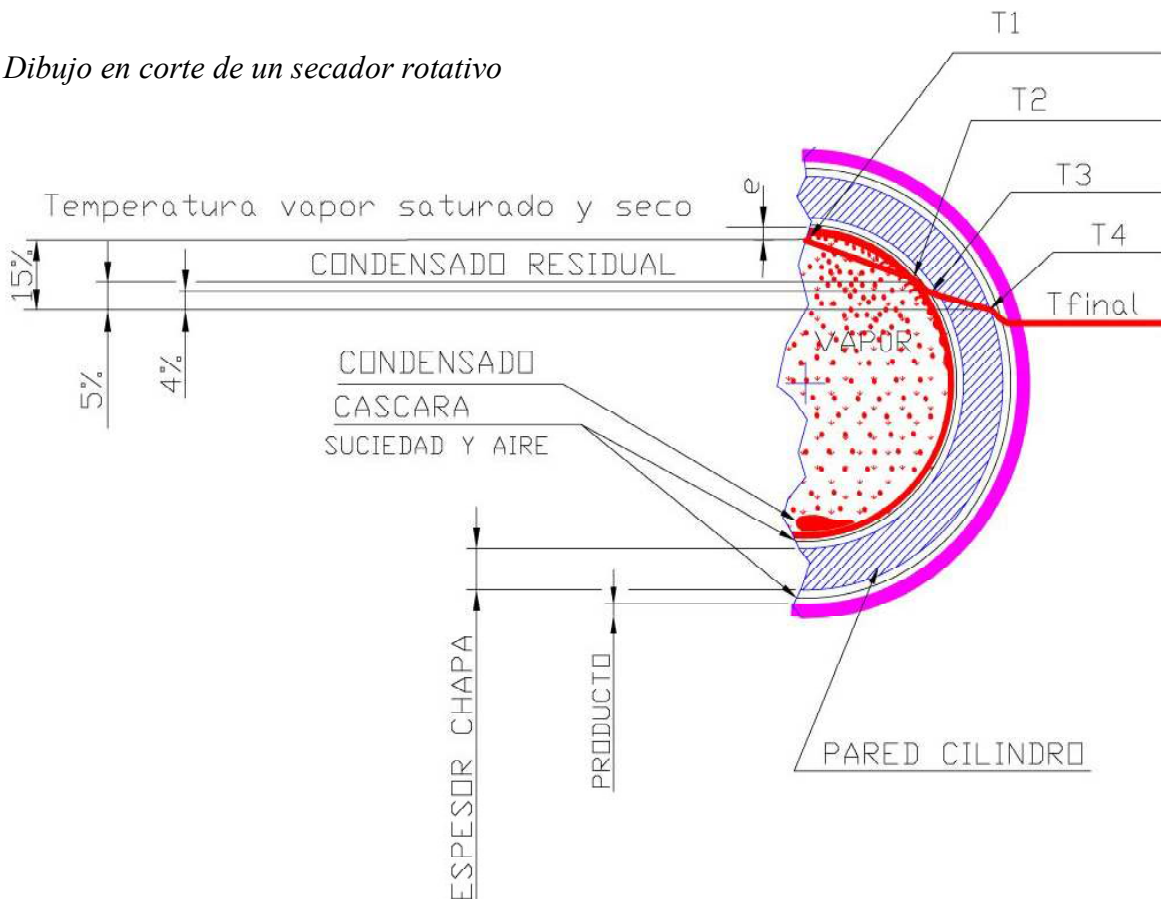 Dibujo en corte de un secador rotativo
T1
T2
T3
T4
Tfinal
Temperatura vapor saturado y seco
e
CONDENSADO RESIDUAL
15%
5%
4%
VAPOR
CONDENSADO
CASCARA
SUCIEDAD Y AIRE
ESPESOR CHAPA
PRODUCTO
PARED CILINDRO